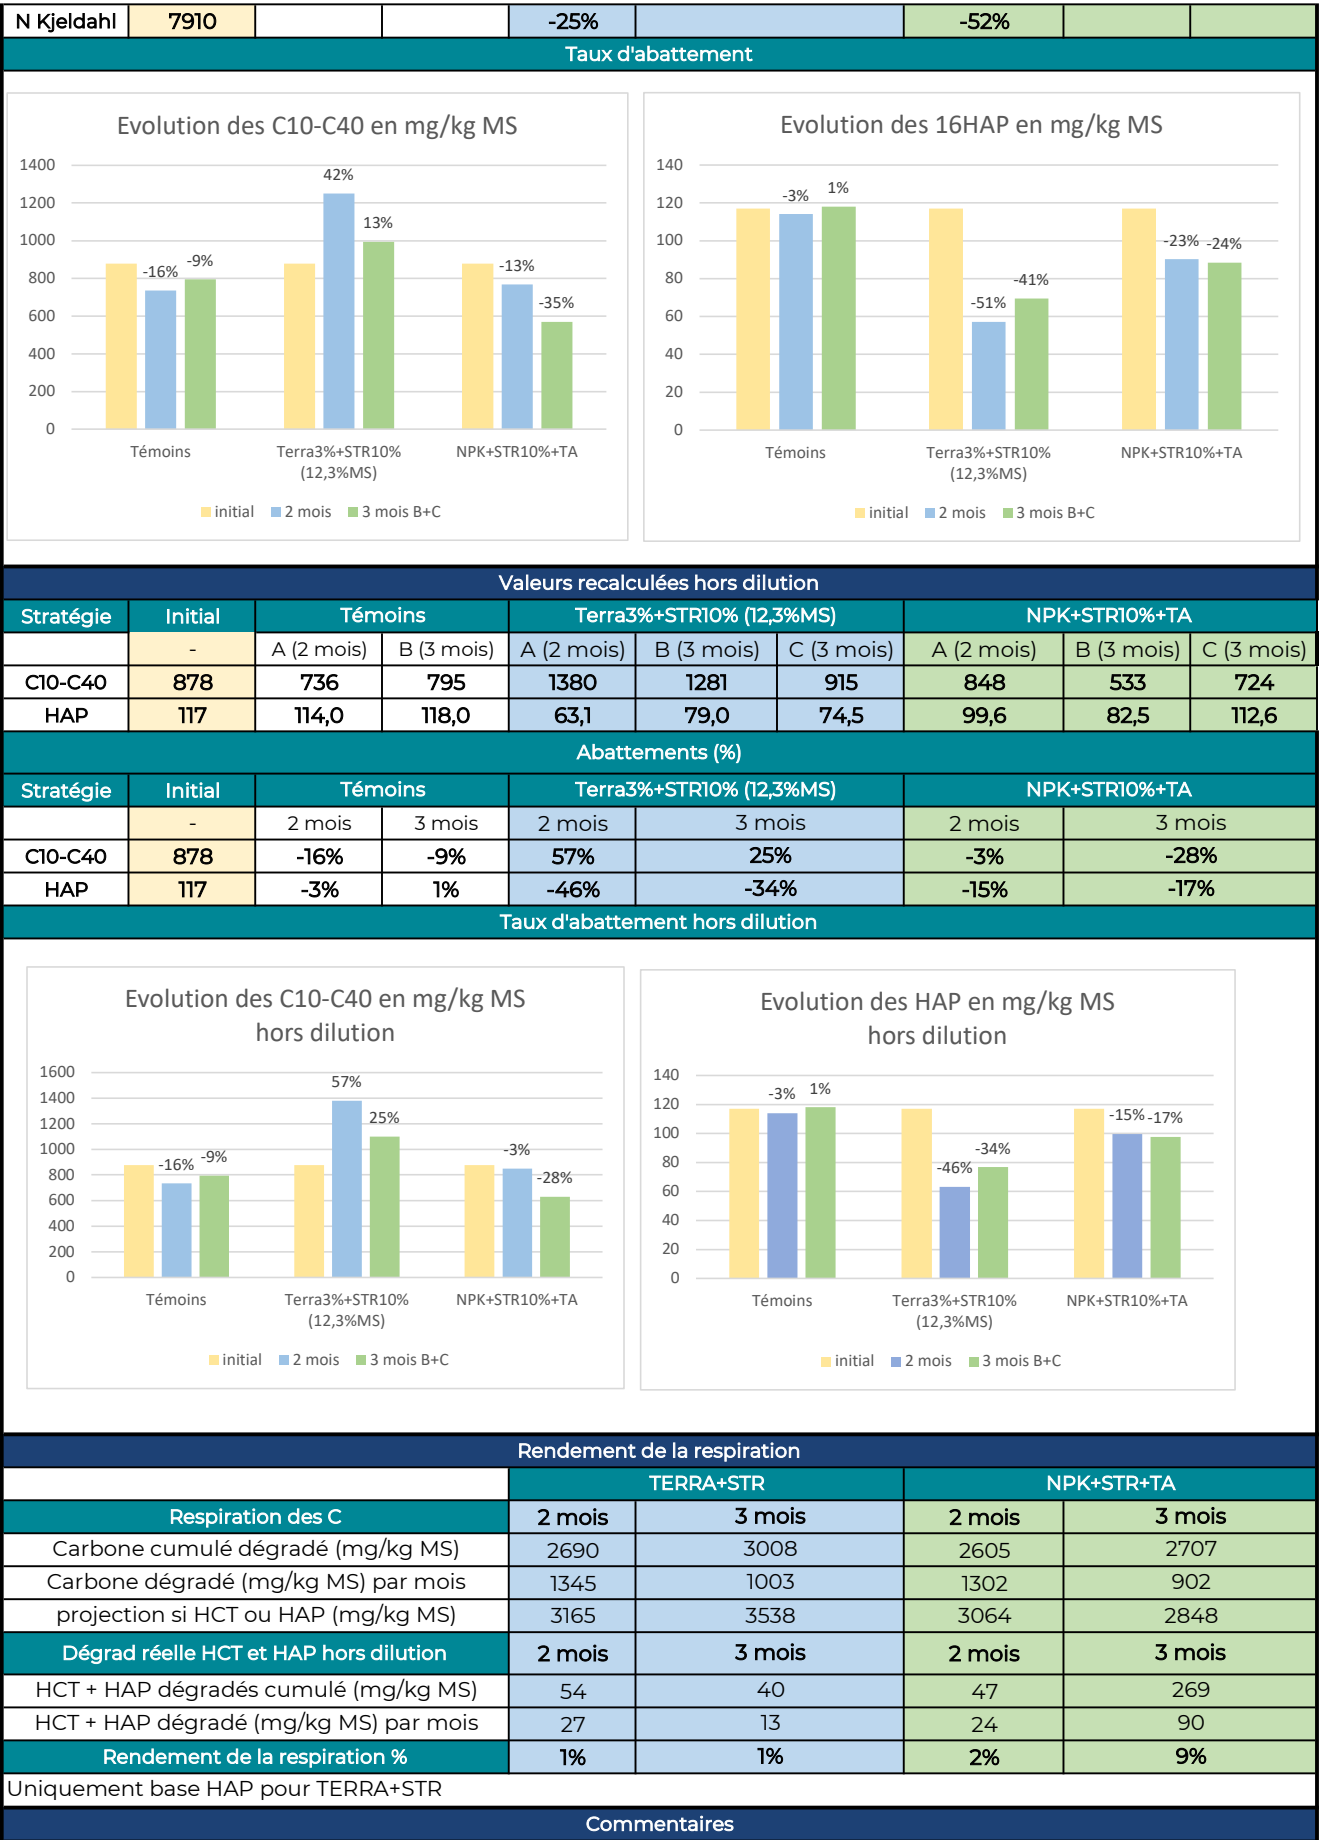 N Kjeldahl 7910 -25% -52%
Taux d'abattement
Evolution des C10-C40 en mg/kg MS
1400
1200
1000
800
600
400
200
0
-16% -9% 42% 13% -13% -35%
Témoins Terra3%+STR10% (12,3%MS) NPK+STR10%+TA
initial 2 mois 3 mois B+C
Evolution des 16HAP en mg/kg MS
140
120
100
80
60
40
20
0
-3% 1% -51% -41% -23% -24%
Témoins Terra3%+STR10% (12,3%MS) NPK+STR10%+TA
initial 2 mois 3 mois B+C
Valeurs recalculées hors dilution
Stratégie Initial Témoins Terra3%+STR10% (12,3%MS) NPK+STR10%+TA
- A (2 mois) B (3 mois) A (2 mois) B (3 mois) C (3 mois) A (2 mois) B (3 mois) C (3 mois)
C10-C40 878 736 795 1380 1281 915 848 533 724
HAP 117 114,0 118,0 63,1 79,0 74,5 99,6 82,5 112,6
Abattements (%)
Stratégie Initial Témoins Terra3%+STR10% (12,3%MS) NPK+STR10%+TA
- 2 mois 3 mois 2 mois 3 mois 2 mois 3 mois
C10-C40 878 -16% -9% 57% 25% -3% -28%
HAP 117 -3% 1% -46% -34% -15% -17%
Taux d'abattement hors dilution
Evolution des C10-C40 en mg/kg MS
hors dilution
1600
1400
1200
1000
800
600
400
200
0
-16% -9% 57% 25% -3% -28%
Témoins Terra3%+STR10% (12,3%MS) NPK+STR10%+TA
initial 2 mois 3 mois B+C
Evolution des HAP en mg/kg MS
hors dilution
140
120
100
80
60
40
20
0
-3% 1% -46% -34% -15% -17%
Témoins Terra3%+STR10% (12,3%MS) NPK+STR10%+TA
initial 2 mois 3 mois B+C
Rendement de la respiration
TERRA+STR NPK+STR+TA
Respiration des C 2 mois 3 mois 2 mois 3 mois
Carbone cumulé dégradé (mg/kg MS) 2690 3008 2605 2707
Carbone dégradé (mg/kg MS) par mois 1345 1003 1302 902
projection si HCT ou HAP (mg/kg MS) 3165 3538 3064 2848
Dégrad réelle HCT et HAP hors dilution 2 mois 3 mois 2 mois 3 mois
HCT + HAP dégradés cumulé (mg/kg MS) 54 40 47 269
HCT + HAP dégradé (mg/kg MS) par mois 27 13 24 90
Rendement de la respiration % 1% 1% 2% 9%
Uniquement base HAP pour TERRA+STR
Commentaires